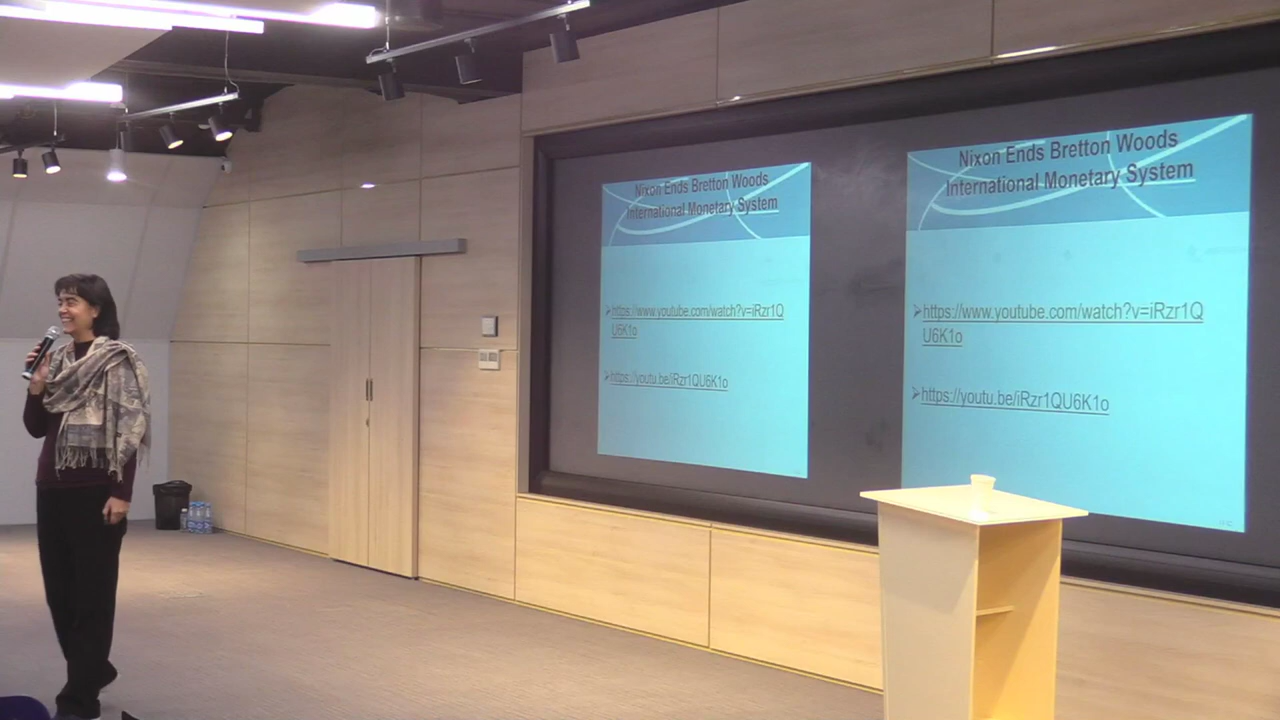 Nixon Ends Bretton Woods
International Monetary System
https://www.youtube.com/watch?v=iRzr1Q
U6K1o
https://youtu.be/iRzr1QU6K1o
Nixon Ends Bretton Woods
International Monetary System
https://www.youtube.com/watch?v=iRzr1Q
U6K1o
https://youtu.be/iRzr1QU6K1o